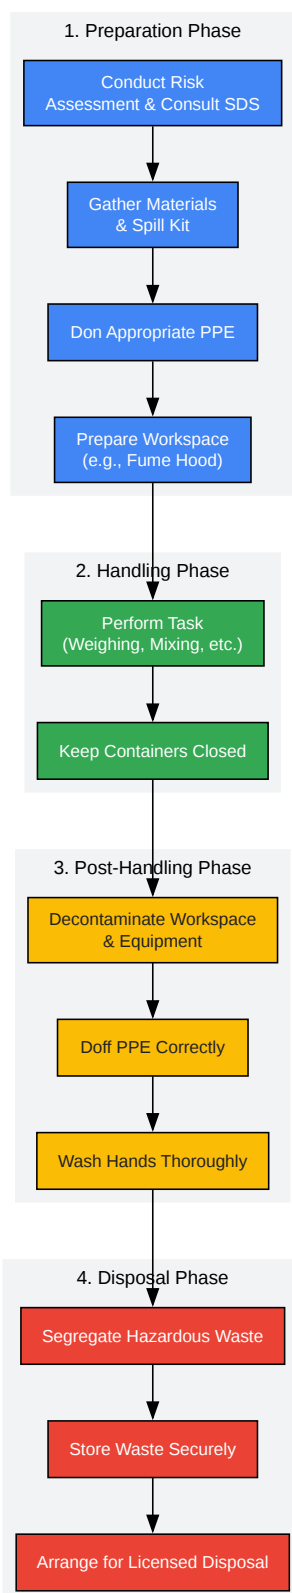 1. Preparation Phase
Conduct Risk
Assessment & Consult SDS
Gather Materials
& Spill Kit
Don Appropriate PPE
Prepare Workspace
(e.g., Fume Hood)
2. Handling Phase
Perform Task
(Weighing, Mixing, etc.)
Keep Containers Closed
3. Post-Handling Phase
Decontaminate Workspace
& Equipment
Doff PPE Correctly
Wash Hands Thoroughly
4. Disposal Phase
Segregate Hazardous Waste
Store Waste Securely
Arrange for Licensed Disposal